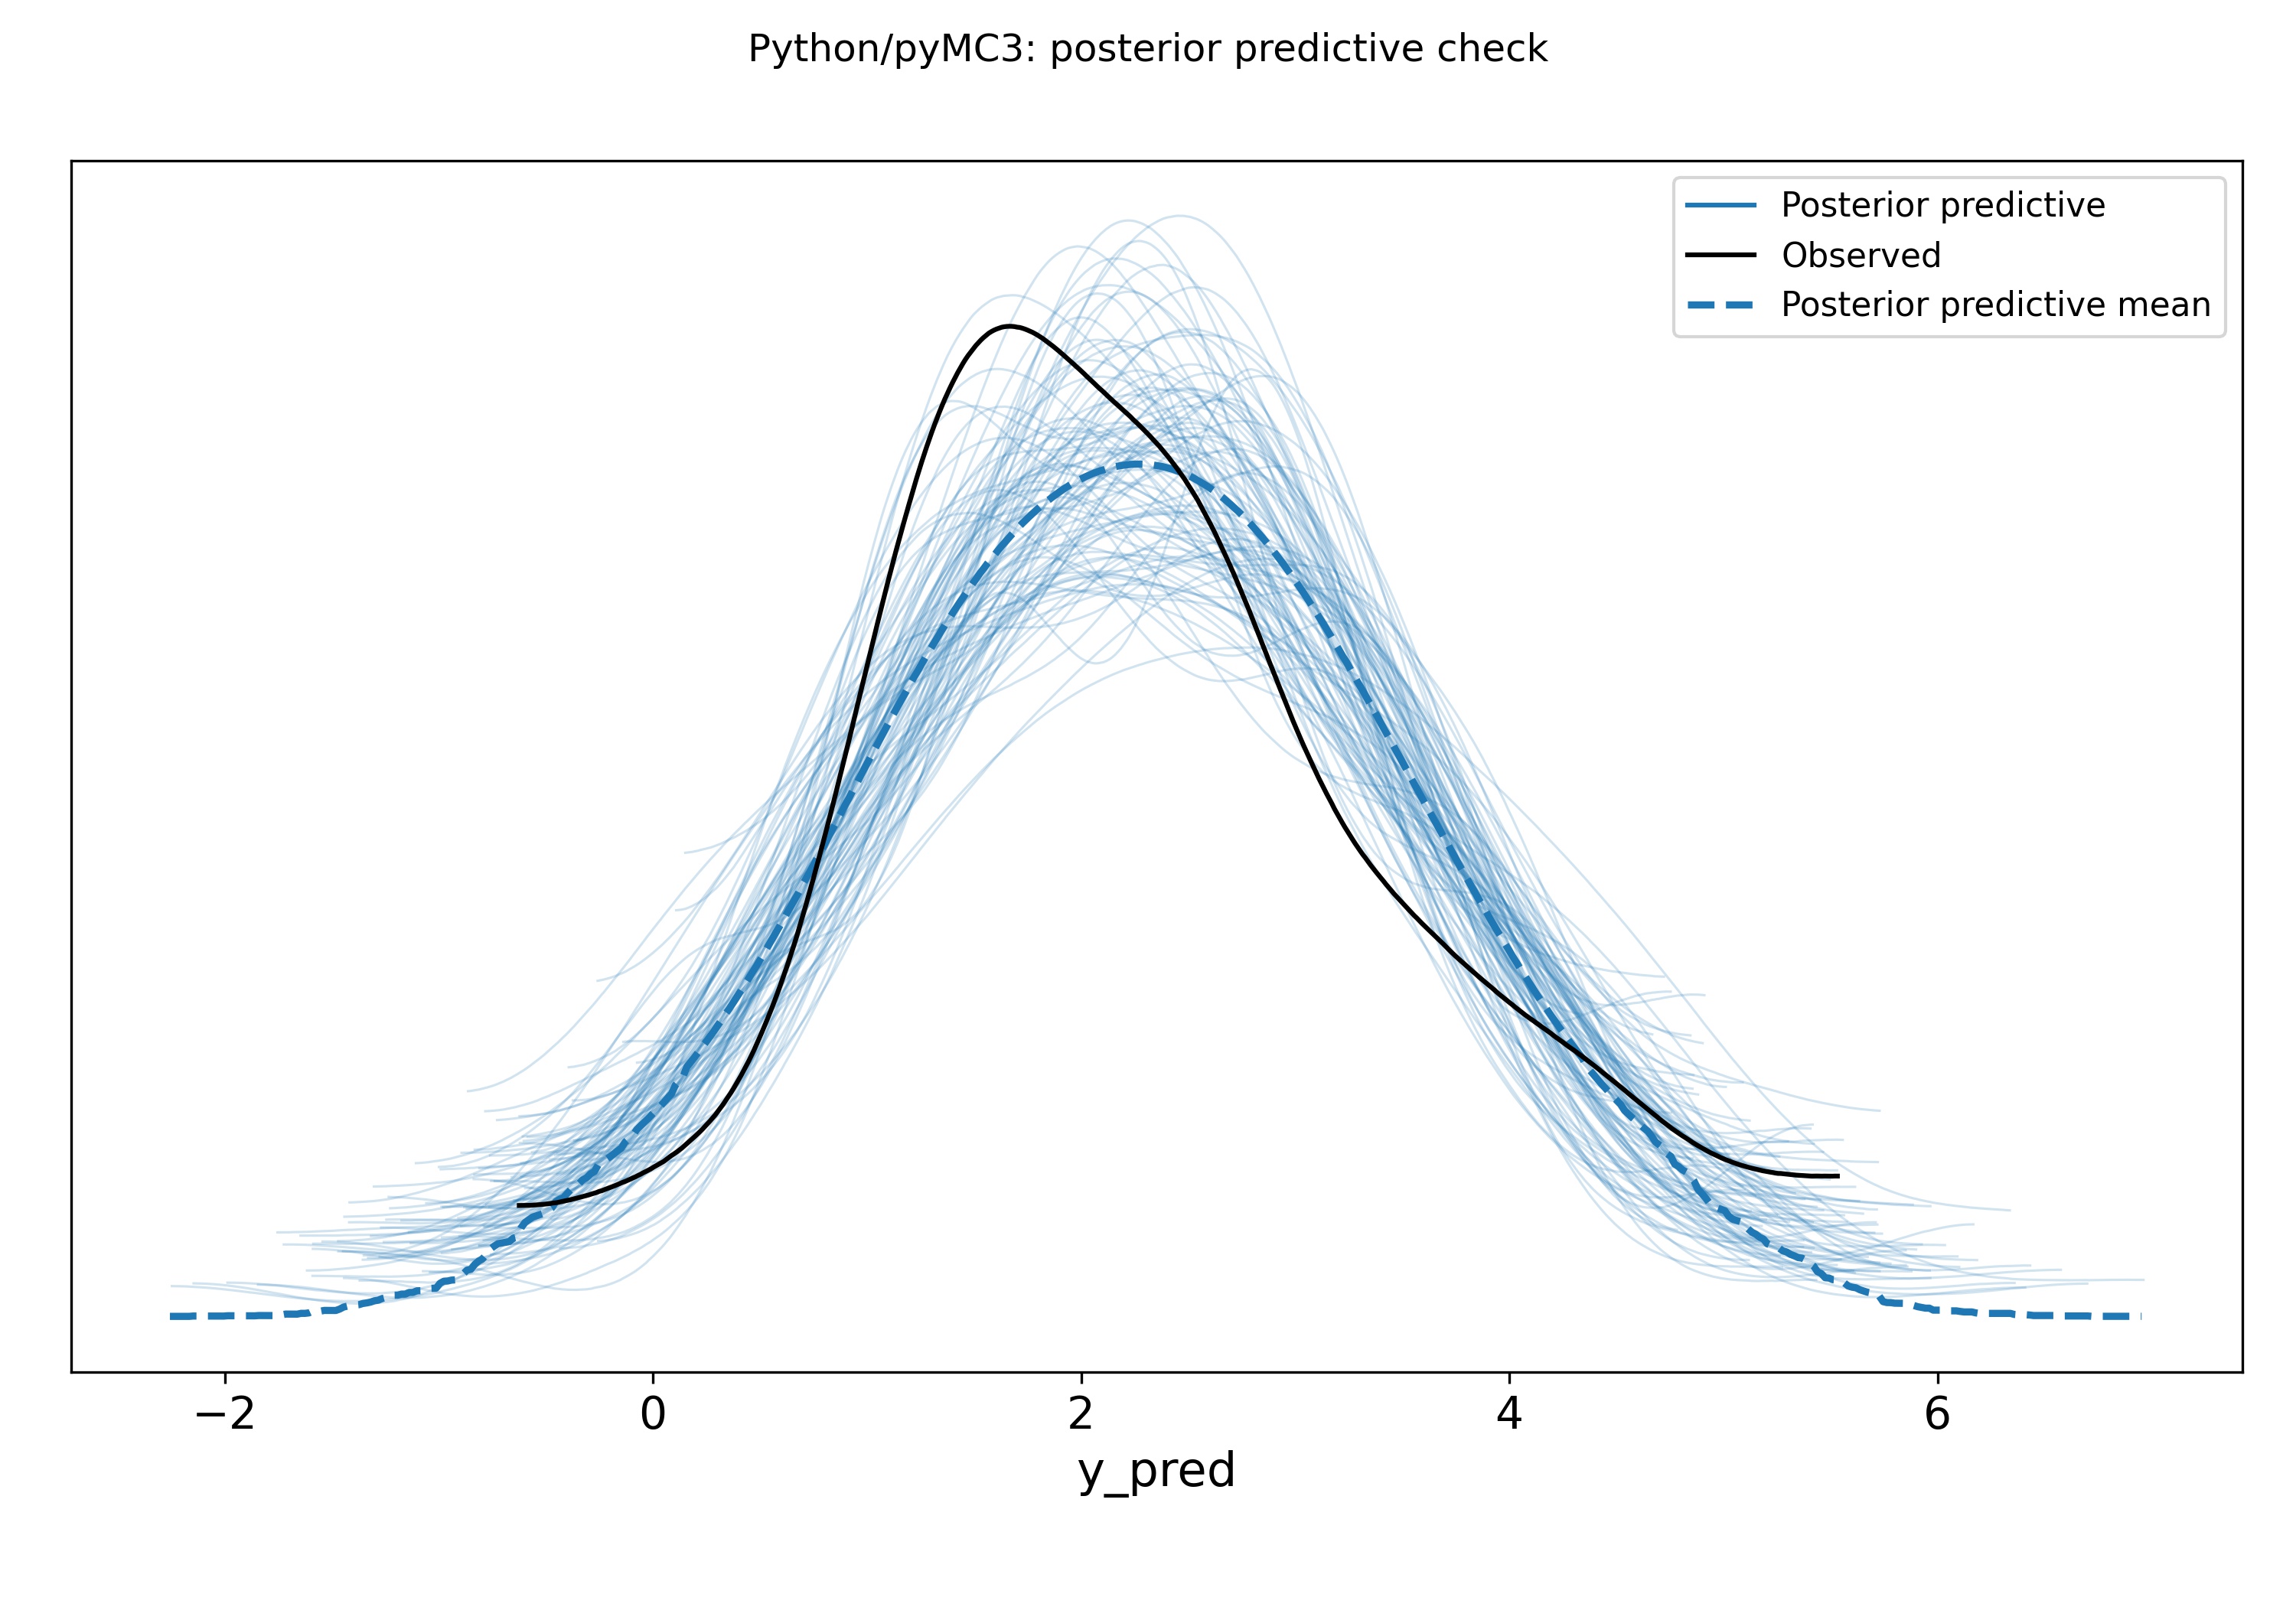 Python/pyMC3: posterior predictive check
Posterior predictive
Observed
Posterior predictive mean
−2
0
2
4
6
y_pred